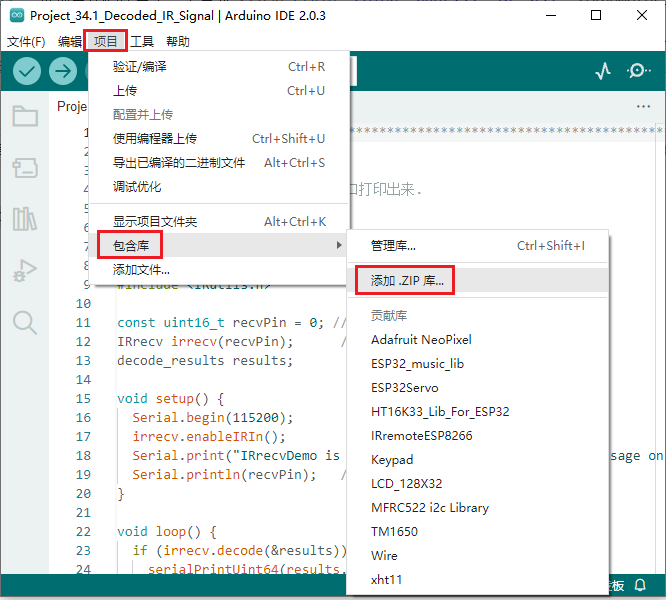 Project_34.1_Decoded_IR_Signal | Arduino IDE 2.0.3
文件(F) 编辑 项目 工具 帮助
验证/编译 Ctrl+R
上传 Ctrl+U
配置并上传
使用编程器上传 Ctrl+Shift+U
导出已编译的二进制文件 Alt+Ctrl+S
调试优化
显示项目文件夹 Alt+Ctrl+K
包含库
添加文件...
管理库... Ctrl+Shift+I
添加 .ZIP 库...
贡献库
Adafruit NeoPixel
ESP32_music_lib
ESP32Servo
HT16K33_Lib_For_ESP32
IRremoteESP8266
Keypad
LCD_128X32
MFRC522 i2c Library
TM1650
Wire
xht11
Proje
1
2
打印出来.
9 #include <IRutils.h>
10
11 const uint16_t recvPin = 0; //
12 IRrecv irrecv(recvPin); /
13 decode_results results;
14
15 void setup() {
16 Serial.begin(115200);
17 irrecv.enableIRIn();
18 Serial.print("IRrecvDemo is sage on
19 Serial.println(recvPin); /
20 }
21
22 void loop() {
23 if (irrecv.decode(&results))
24 serialPrintUint64(results.
板